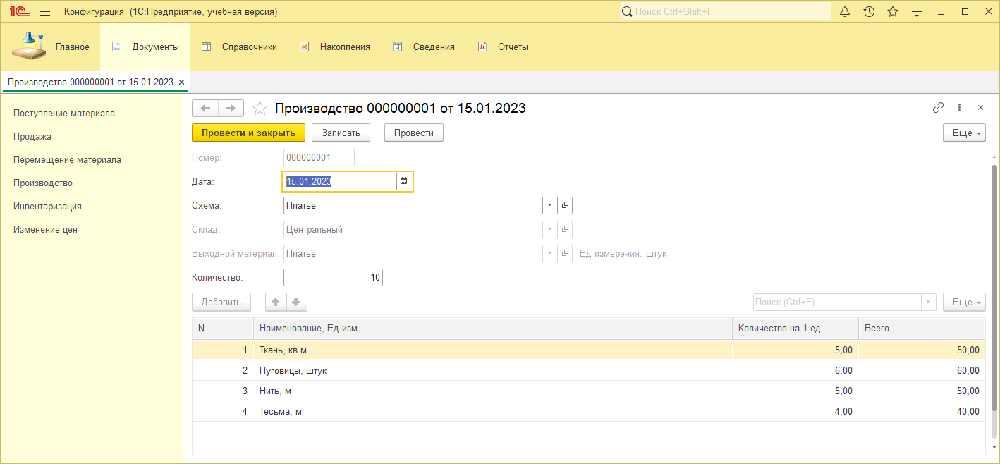 1С Конфигурация (1С:Предприятие, учебная версия) Поиск Ctrl+Shift+F
Главное Документы Справочники Накопления Сведения Отчеты
Производство 000000001 от 15.01.2023 ×
Поступление материала
Продажа
Перемещение материала
Производство
Инвентаризация
Изменение цен
Производство 000000001 от 15.01.2023
Провести и закрыть Записать Провести Еще
Номер: 000000001
Дата: 15.01.2023
Схема: Платье
Склад: Центральный
Выходной материал: Платье Ед измерения: штук
Количество: 10
Добавить Поиск (Ctrl+F) × Еще
N Наименование, Ед изм Количество на 1 ед. Всего
1 Ткань, кв.м 5,00 50,00
2 Пуговицы, штук 6,00 60,00
3 Нить, м 5,00 50,00
4 Тесьма, м 4,00 40,00